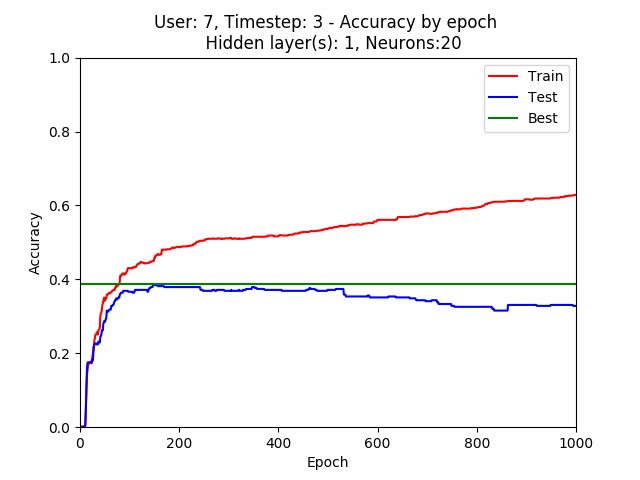 User: 7, Timestep: 3 - Accuracy by epoch
Hidden layer(s): 1, Neurons:20
1.0
Train
Test
Best
0.8
0.6
Accuracy
0.4
0.2
0.0
0 200 400 600 800 1000
Epoch